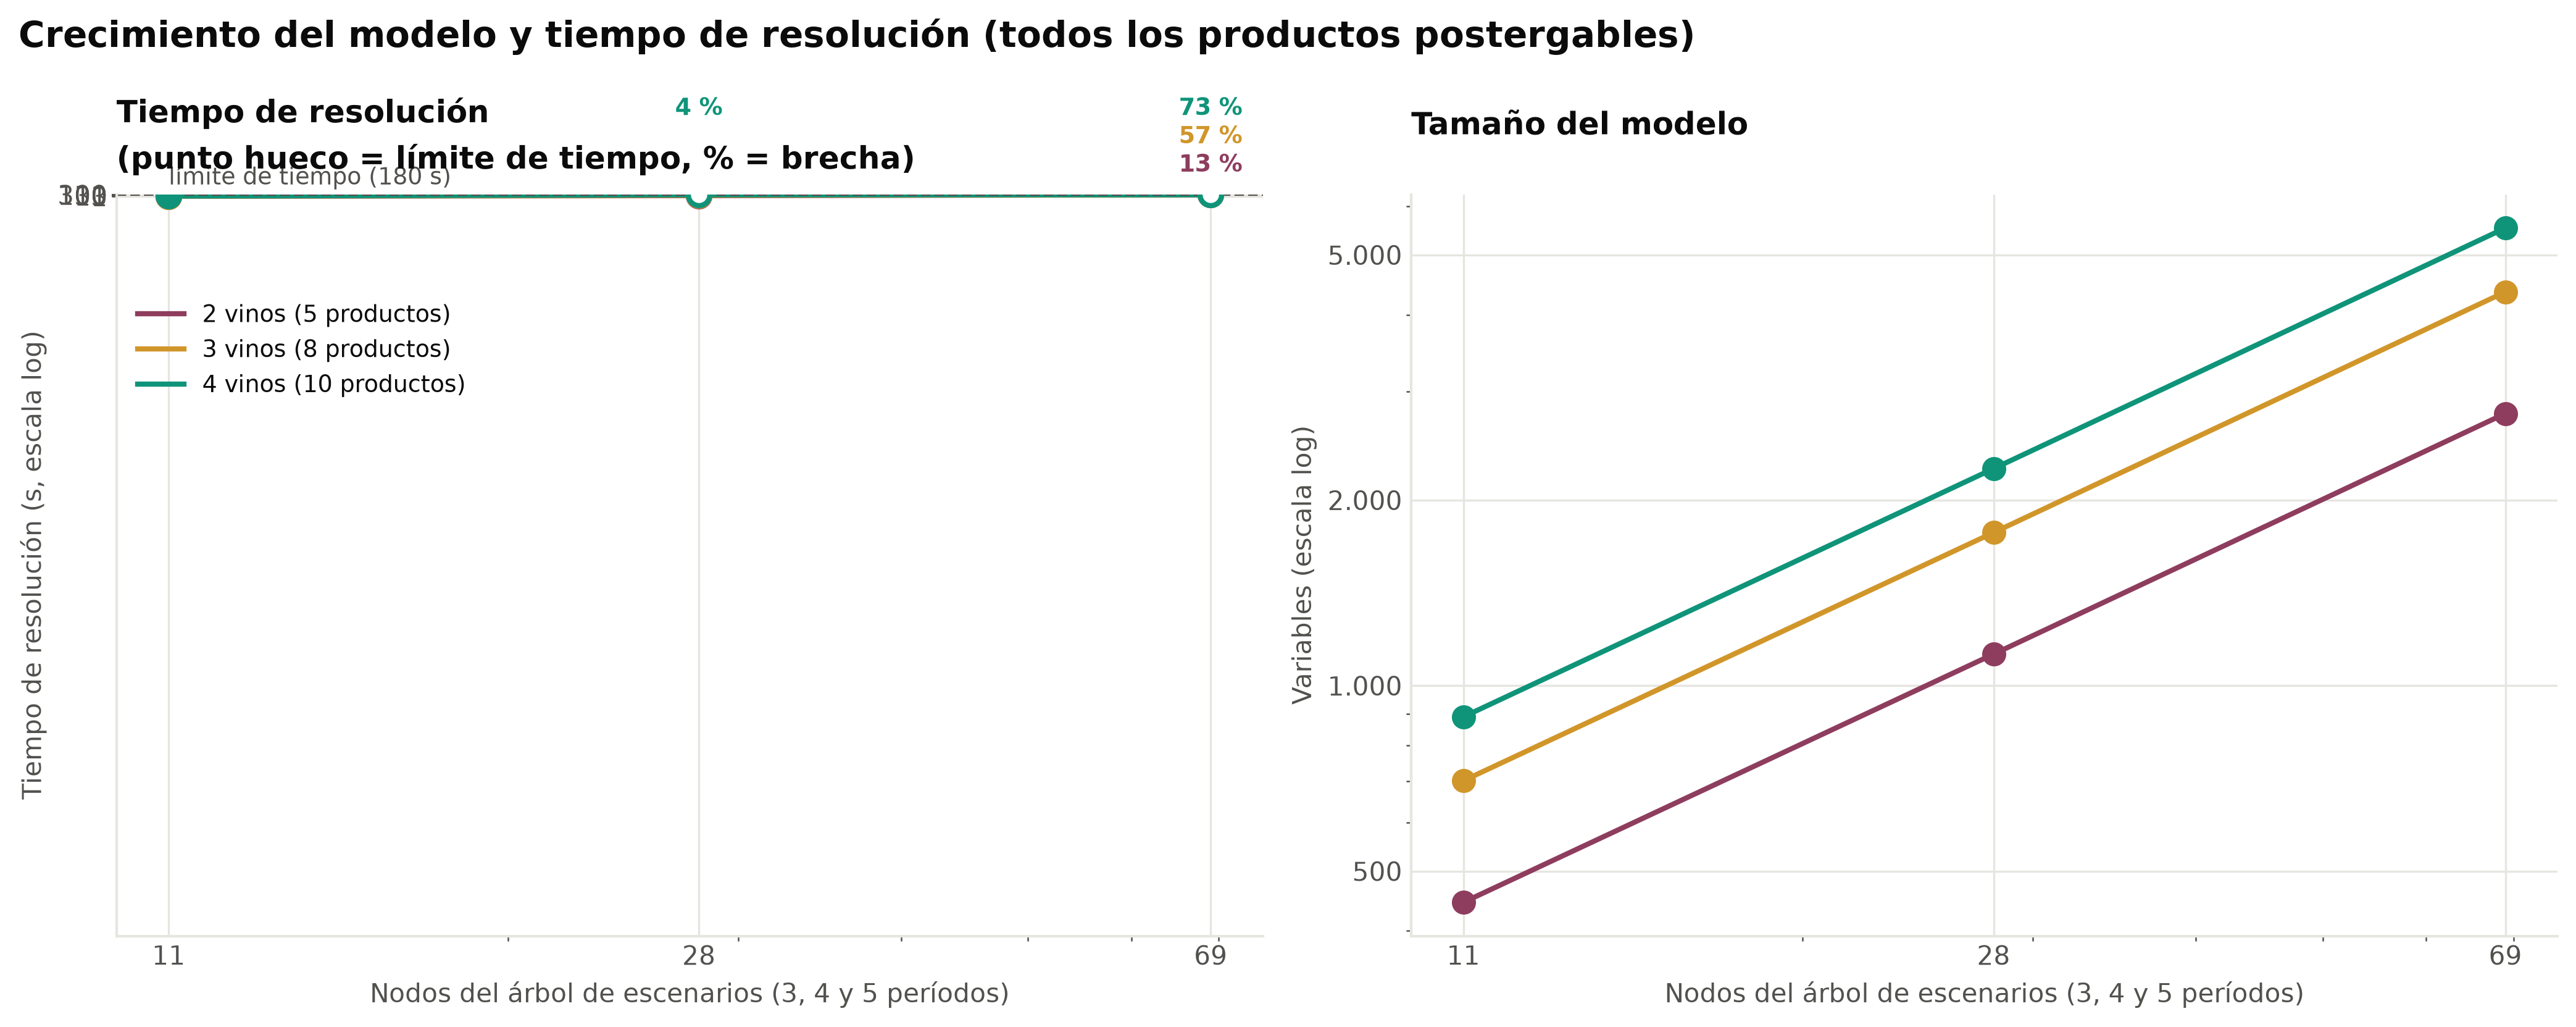 Crecimiento del modelo y tiempo de resolución (todos los productos postergables)
Tiempo de resolución
(punto hueco = límite de tiempo, % = brecha)
4 %
73 %
57 %
13 %
límite de tiempo (180 s)
2 vinos (5 productos)
3 vinos (8 productos)
4 vinos (10 productos)
Tiempo de resolución (s, escala log)
11
28
69
Nodos del árbol de escenarios (3, 4 y 5 períodos)
Tamaño del modelo
5.000
2.000
1.000
500
Variables (escala log)
11
28
69
Nodos del árbol de escenarios (3, 4 y 5 períodos)